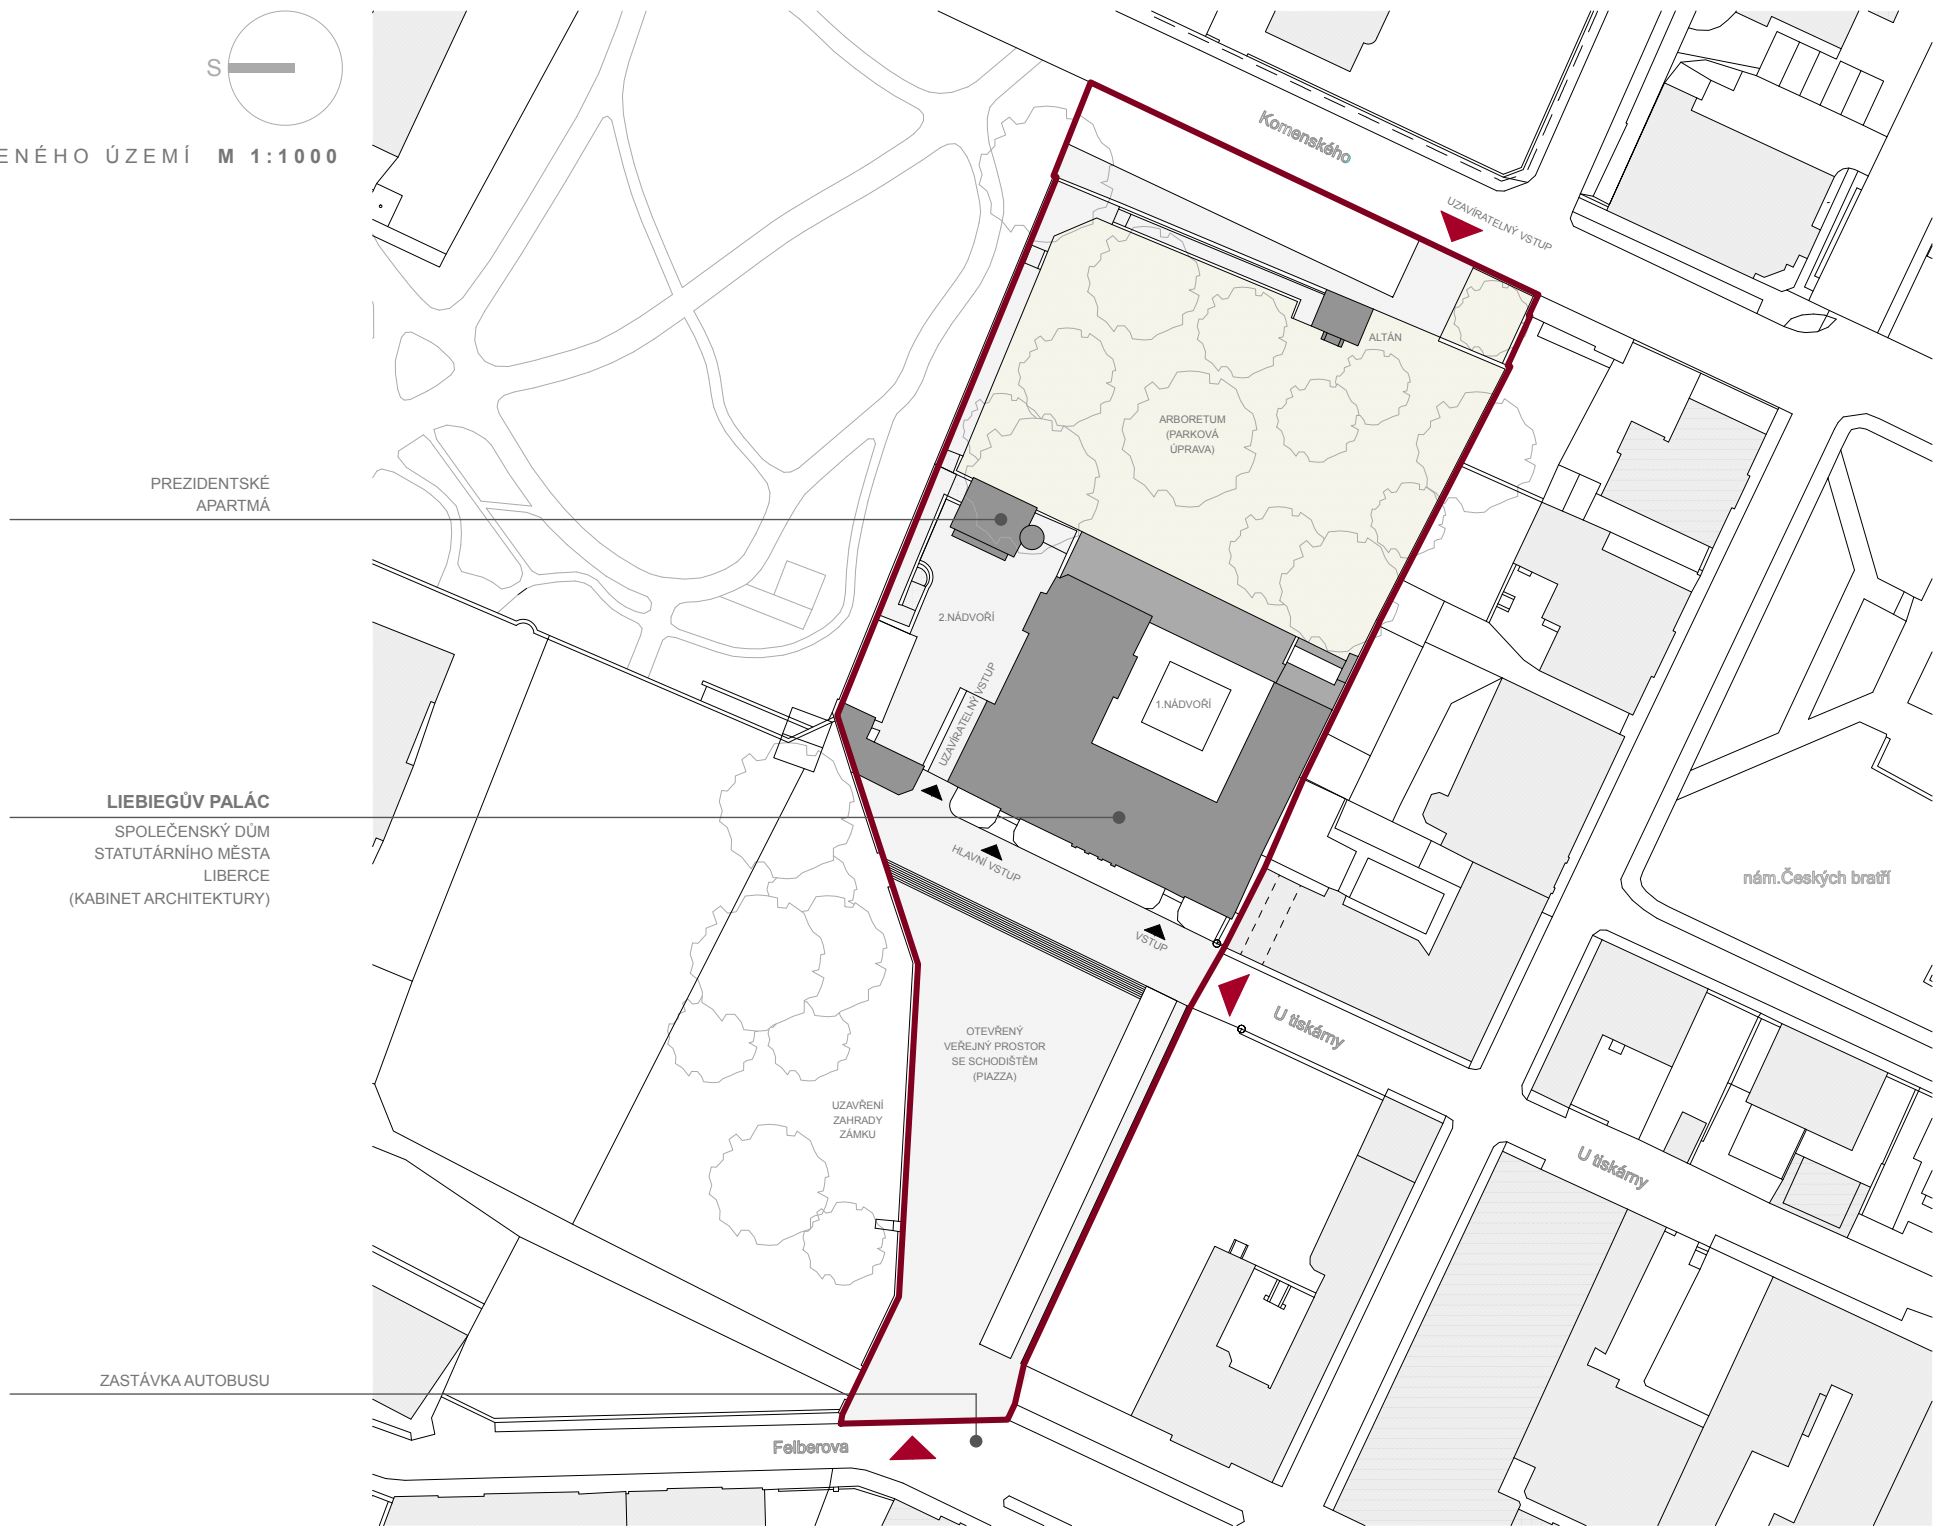 S
ENÉHO ÚZEMÍ M 1:1000
Komenského
UZAVÍRATELNÝ VSTUP
ALTÁN
ARBORETUM
(PARKOVÁ
ÚPRAVA)
PREZIDENTSKÉ
APARTMÁ
2.NÁDVOŘÍ
UZAVÍRATELNÝ VSTUP
1.NÁDVOŘÍ
LIEBIEGŮV PALÁC
SPOLEČENSKÝ DŮM
STATUTÁRNÍHO MĚSTA
LIBERCE
(KABINET ARCHITEKTURY)
HLAVNÍ VSTUP
VSTUP
nám.Českých bratří
U tiskárny
OTEVŘENÝ
VEŘEJNÝ PROSTOR
SE SCHODIŠTĚM
(PIAZZA)
UZAVŘENÍ
ZAHRADY
ZÁMKU
U tiskárny
ZASTÁVKA AUTOBUSU
Felberova